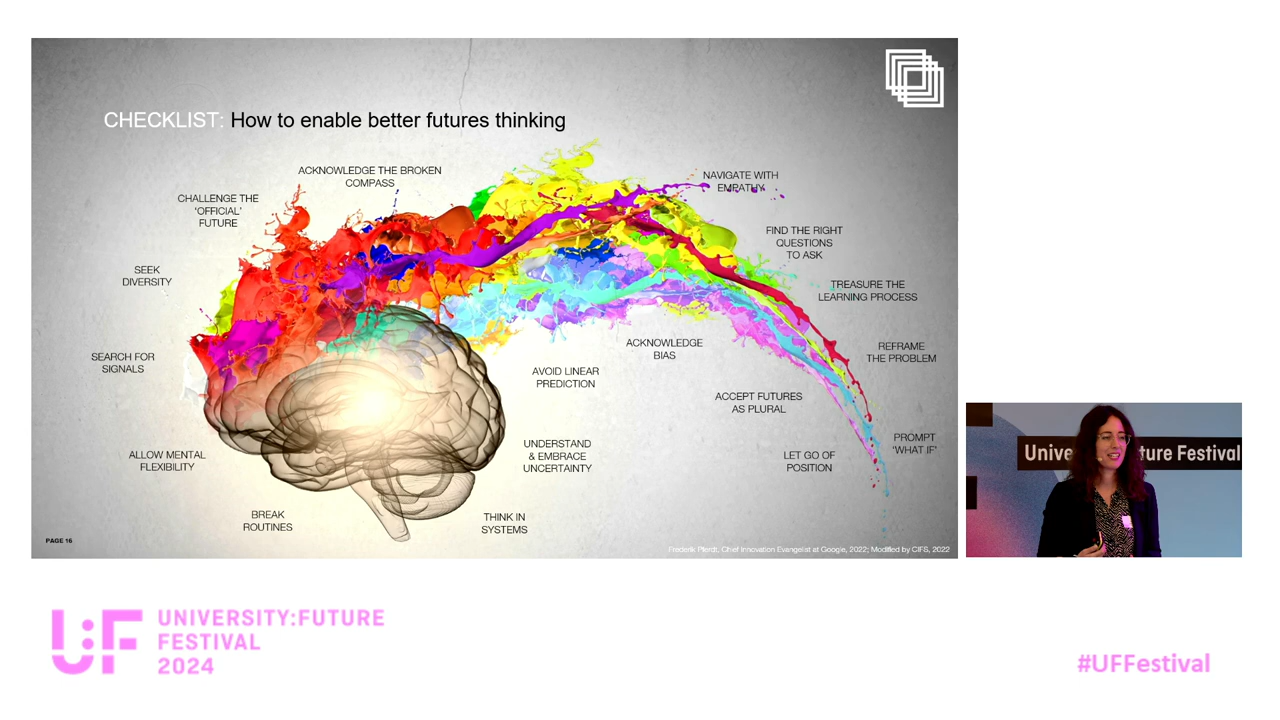 CHECKLIST: How to enable better futures thinking
ACKNOWLEDGE THE BROKEN
COMPASS
NAVIGATE WITH
EMPATHY
CHALLENGE THE
‘OFFICIAL’
FUTURE
FIND THE RIGHT
QUESTIONS
TO ASK
SEEK
DIVERSITY
TREASURE THE
LEARNING PROCESS
SEARCH FOR
SIGNALS
ACKNOWLEDGE
BIAS
REFRAME
THE PROBLEM
AVOID LINEAR
PREDICTION
ACCEPT FUTURES
AS PLURAL
ALLOW MENTAL
FLEXIBILITY
UNDERSTAND
& EMBRACE
UNCERTAINTY
LET GO OF
POSITION
PROMPT
‘WHAT IF’
BREAK
ROUTINES
THINK IN
SYSTEMS
PAGE 16
Chief Innovation Evangelist at Google, 2022; Modified by CIFS, 2022
Unive ture Festival
U:F
UNIVERSITY:FUTURE
FESTIVAL
2024
#UFFestival